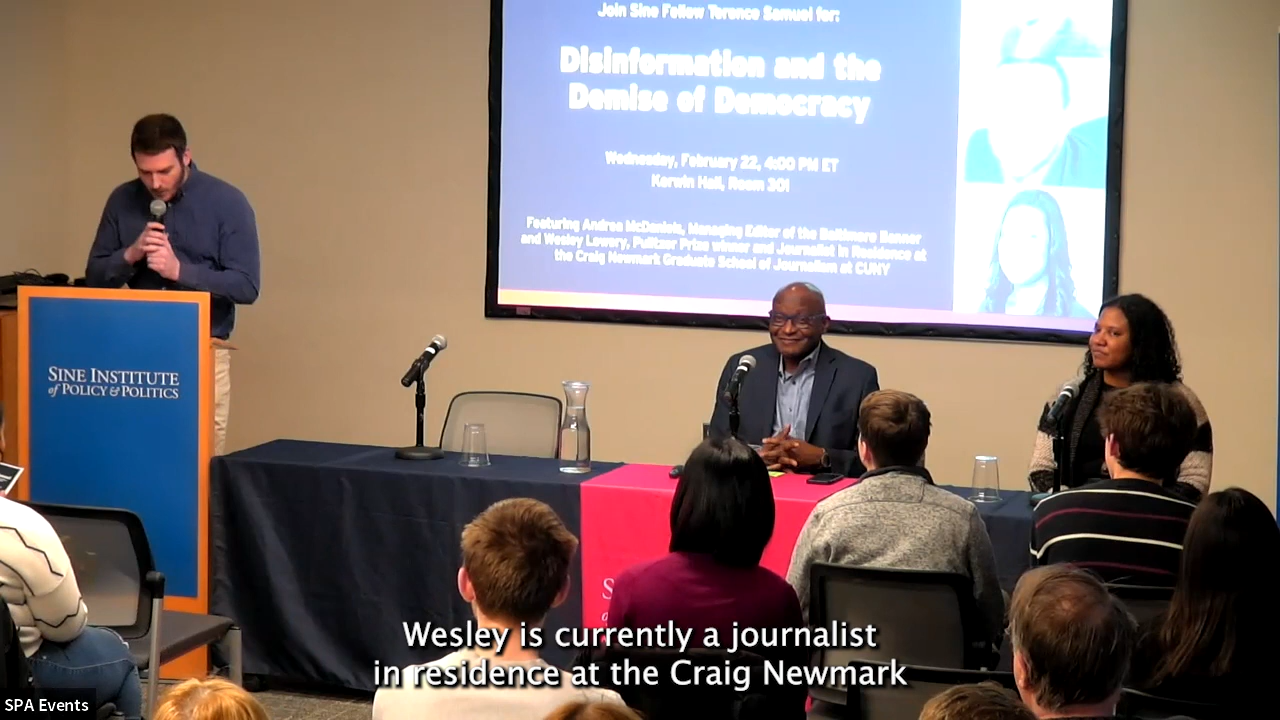 Join Sine Fellow Terence Samuel for:
Disinformation and the
Demise of Democracy
Wednesday, February 22, 4:00 PM ET
Kerwin Hall, Room 301
Featuring Andrea McDaniels, Managing Editor of the Baltimore Banner
and Wesley Lowery, Pulitzer Prize winner and Journalist in Residence at
the Craig Newmark Graduate School of Journalism at CUNY
SINE INSTITUTE
of POLICY & POLITICS
Wesley is currently a journalist
in residence at the Craig Newmark
SPA Events